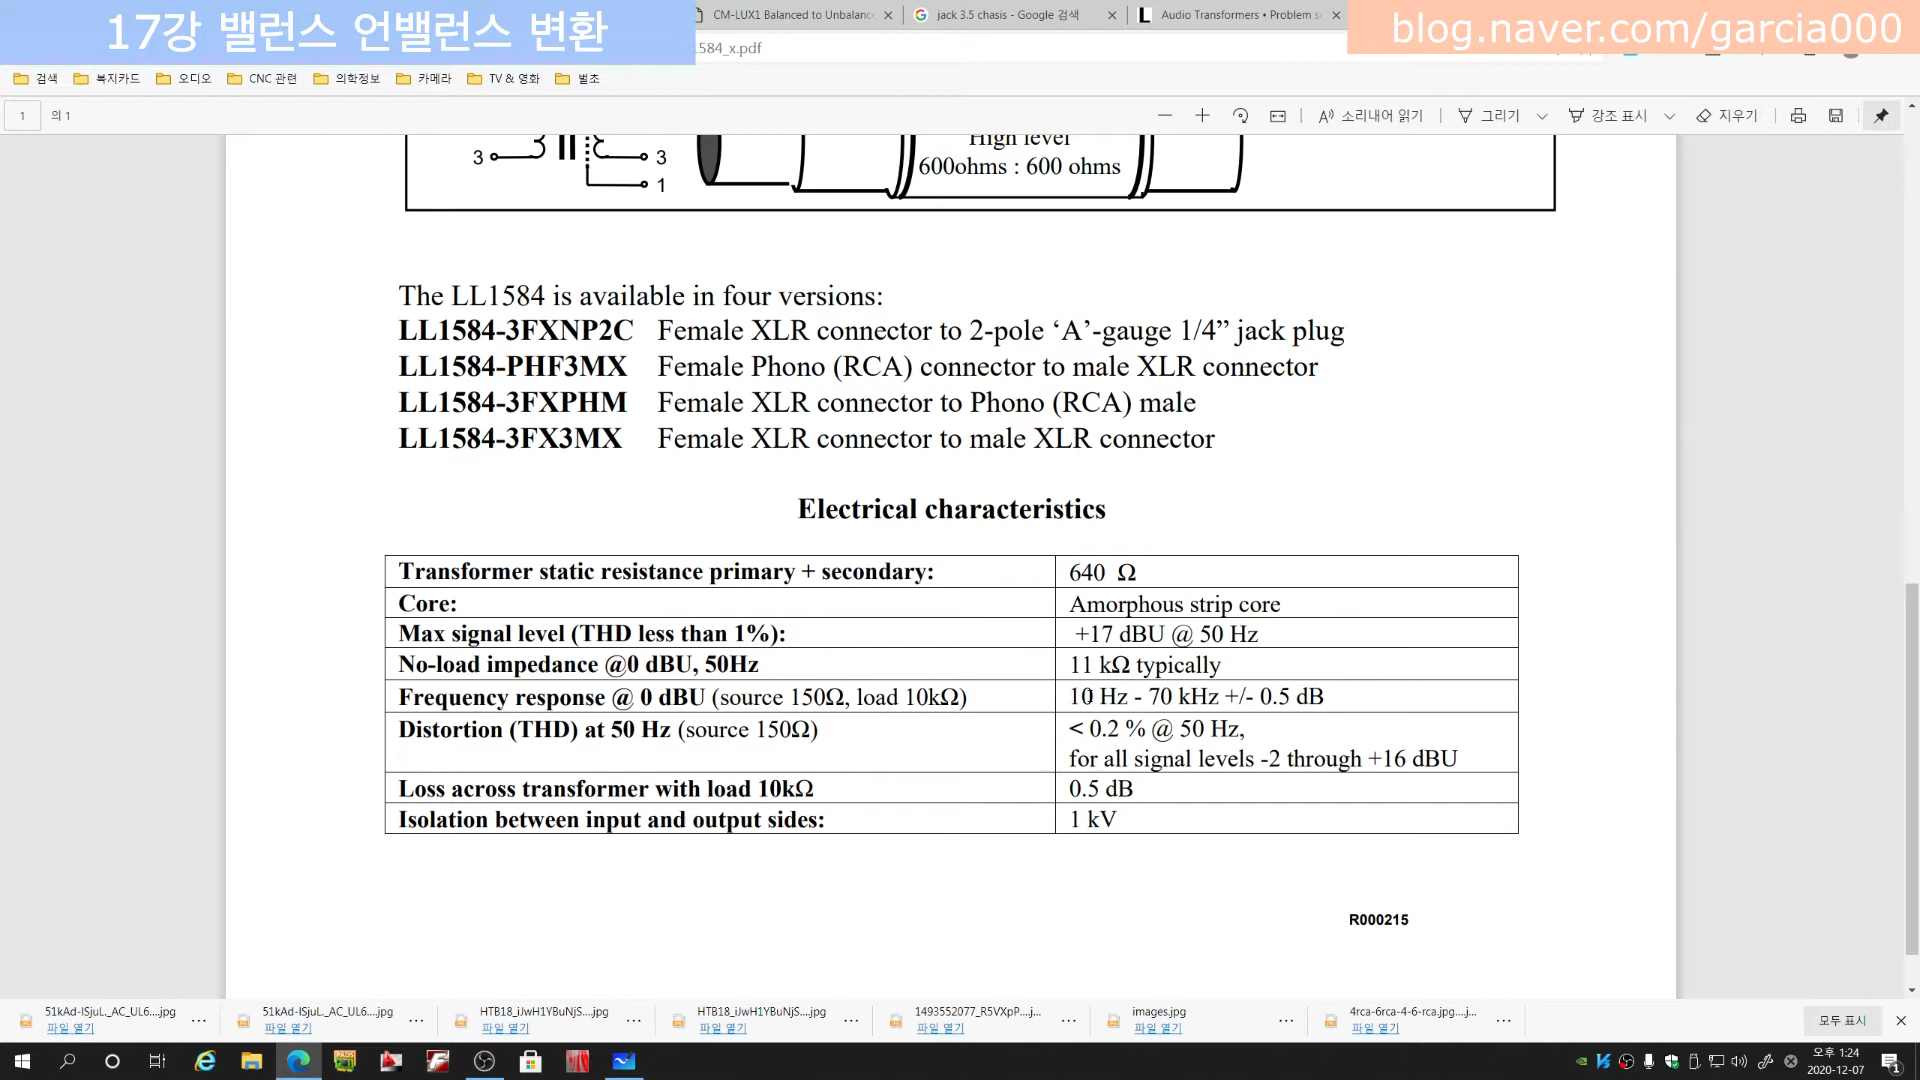 17강 밸런스 언밸런스 변환
CM-LUX1 Balanced to Unbalance
jack 3.5 chasis - Google 검색
Audio Transformers • Problem s
blog.naver.com/garcia000
584_x.pdf
검색
복지카드
오디오
CNC 관련
의학정보
카메라
TV & 영화
벌초
1 의 1
소리내어 읽기
그리기
강조 표시
지우기
High level
3 3
600ohms : 600 ohms
1
The LL1584 is available in four versions:
LL1584-3FXNP2C Female XLR connector to 2-pole ‘A’-gauge 1/4” jack plug
LL1584-PHF3MX Female Phono (RCA) connector to male XLR connector
LL1584-3FXPHM Female XLR connector to Phono (RCA) male
LL1584-3FX3MX Female XLR connector to male XLR connector
Electrical characteristics
Transformer static resistance primary + secondary: 640 Ω
Core: Amorphous strip core
Max signal level (THD less than 1%): +17 dBU @ 50 Hz
No-load impedance @0 dBU, 50Hz 11 kΩ typically
Frequency response @ 0 dBU (source 150Ω, load 10kΩ) 10 Hz - 70 kHz +/- 0.5 dB
Distortion (THD) at 50 Hz (source 150Ω) < 0.2 % @ 50 Hz,
for all signal levels -2 through +16 dBU
Loss across transformer with load 10kΩ 0.5 dB
Isolation between input and output sides: 1 kV
R000215
51kAd-ISjuL._AC_UL6....jpg
파일 열기
51kAd-ISjuL._AC_UL6....jpg
파일 열기
HTB18_iJwH1YBuNjS....jpg
파일 열기
HTB18_iJwH1YBuNjS....jpg
파일 열기
1493552077_R5VXpP....j...
파일 열기
images.jpg
파일 열기
4rca-6rca-4-6-rca.jpg....j...
파일 열기
모두 표시
오후 1:24
2020-12-07